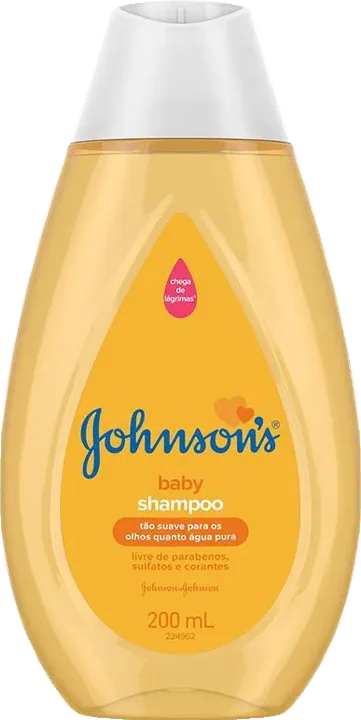 chega
de
lágrimas*
Johnson's®
baby
shampoo
tão suave para os
olhos quanto água pura
livre de parabenos,
sulfatos e corantes
Johnson&Johnson
200 mL
224962